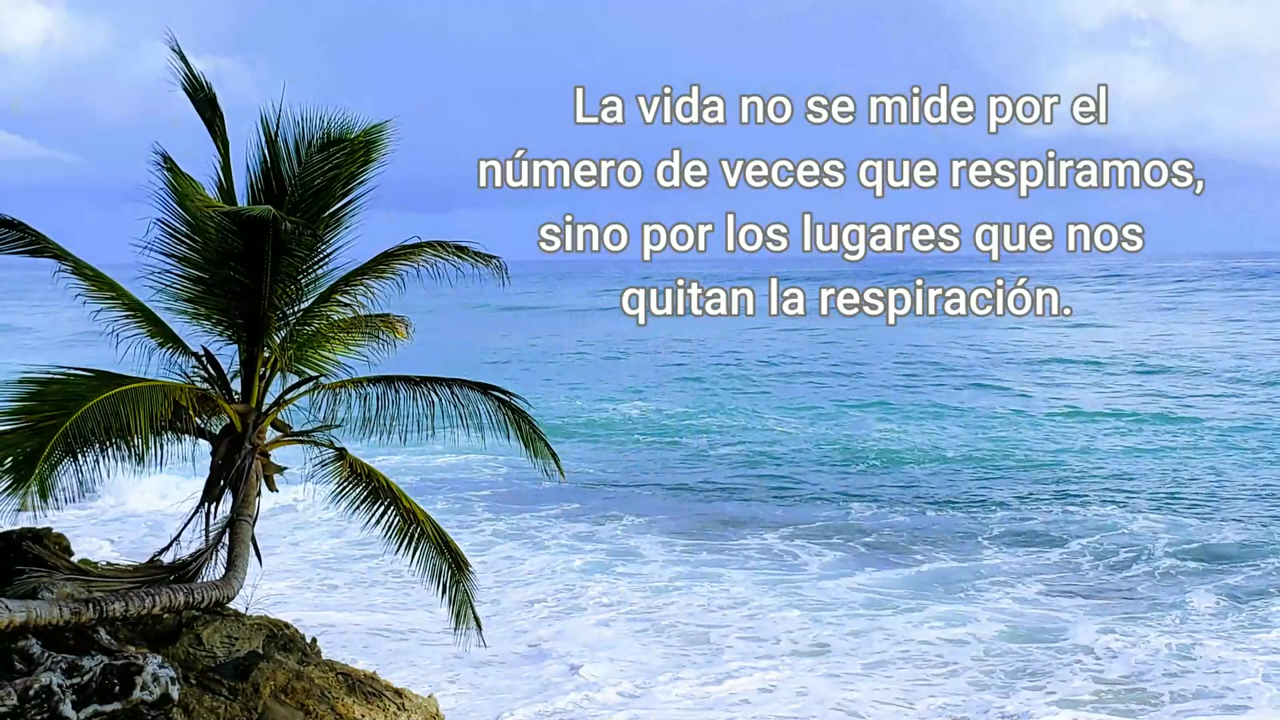 La vida no se mide por el
número de veces que respiramos,
sino por los lugares que nos
quitan la respiración.